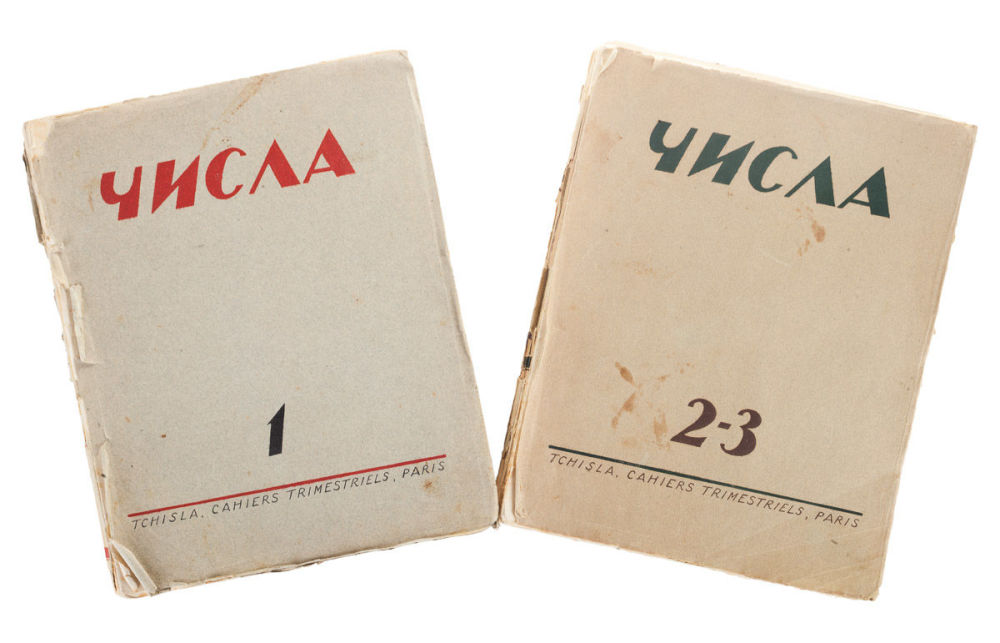 ЧИСЛА
1
TCHISLA, CAHIERS TRIMESTRIELS, PARIS
ЧИСЛА
2-3
TCHISLA, CAHIERS TRIMESTRIELS, PARIS